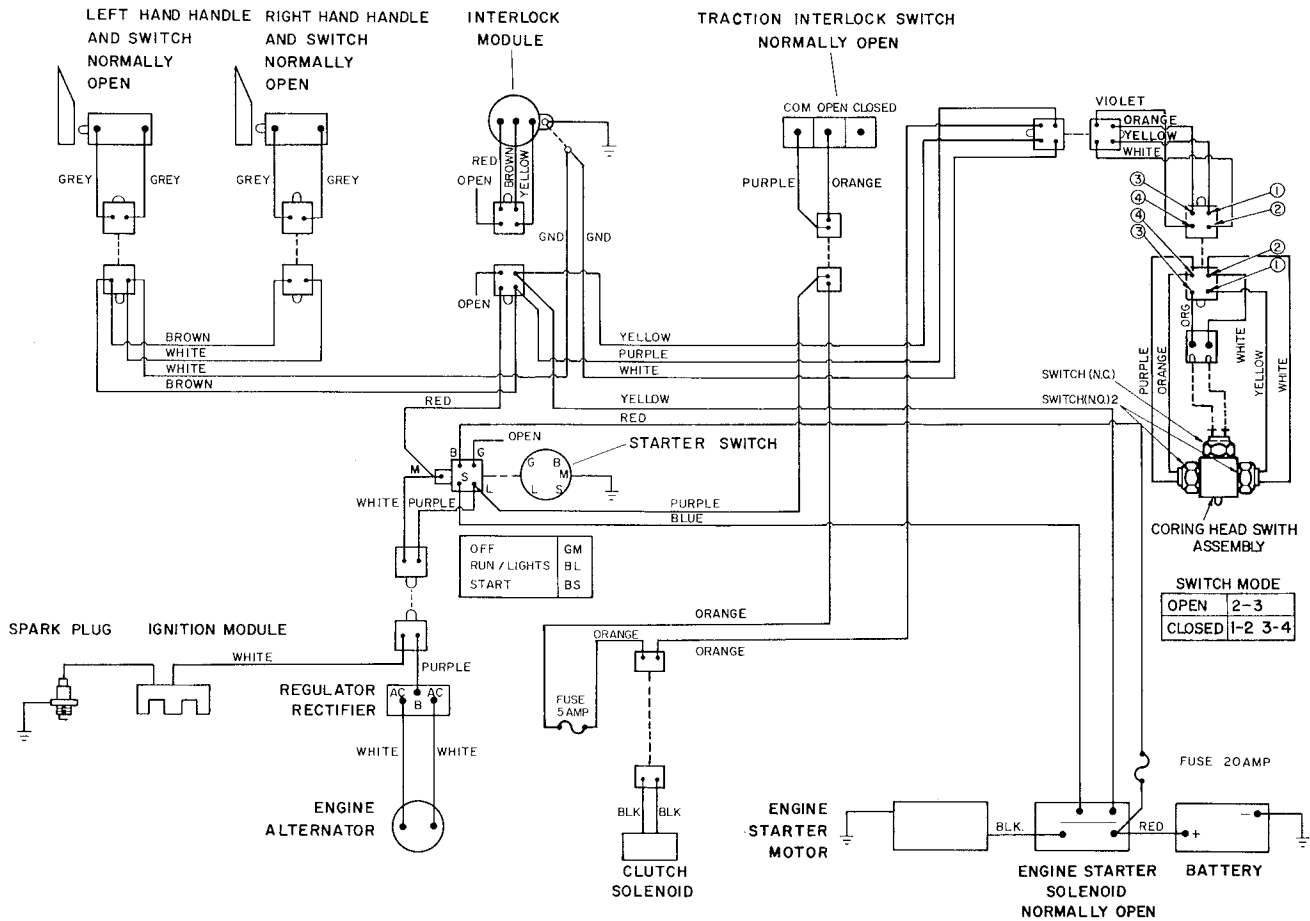 LEFT HAND HANDLE
AND SWITCH
NORMALLY
OPEN
RIGHT HAND HANDLE
AND SWITCH
NORMALLY
OPEN
INTERLOCK
MODULE
TRACTION INTERLOCK SWITCH
NORMALLY OPEN
COM OPEN CLOSED
VIOLET
ORANGE
YELLOW
WHITE
RED
BROWN
YELLOW
OPEN
GREY
GREY
GREY
GREY
PURPLE
ORANGE
3
4
1
2
GND
GND
4
3
2
1
OPEN
ORG
WHITE
PURPLE
ORANGE
YELLOW
WHITE
BROWN
WHITE
WHITE
BROWN
YELLOW
PURPLE
WHITE
RED
YELLOW
RED
SWITCH (N.C.)
SWITCH(N.O.) 2
OPEN
STARTER SWITCH
B
G
M
S
L
G
B
M
L
S
WHITE
PURPLE
PURPLE
BLUE
CORING HEAD SWITH
ASSEMBLY
OFF GM
RUN / LIGHTS BL
START BS
SWITCH MODE
OPEN 2-3
CLOSED 1-2 3-4
SPARK PLUG
IGNITION MODULE
WHITE
PURPLE
ORANGE
ORANGE
ORANGE
REGULATOR
RECTIFIER
AC
AC
B
FUSE
5 AMP
WHITE
WHITE
FUSE 20AMP
ENGINE
ALTERNATOR
BLK
BLK
CLUTCH
SOLENOID
ENGINE
STARTER
MOTOR
BLK.
RED
+
-
ENGINE STARTER
SOLENOID
NORMALLY OPEN
BATTERY